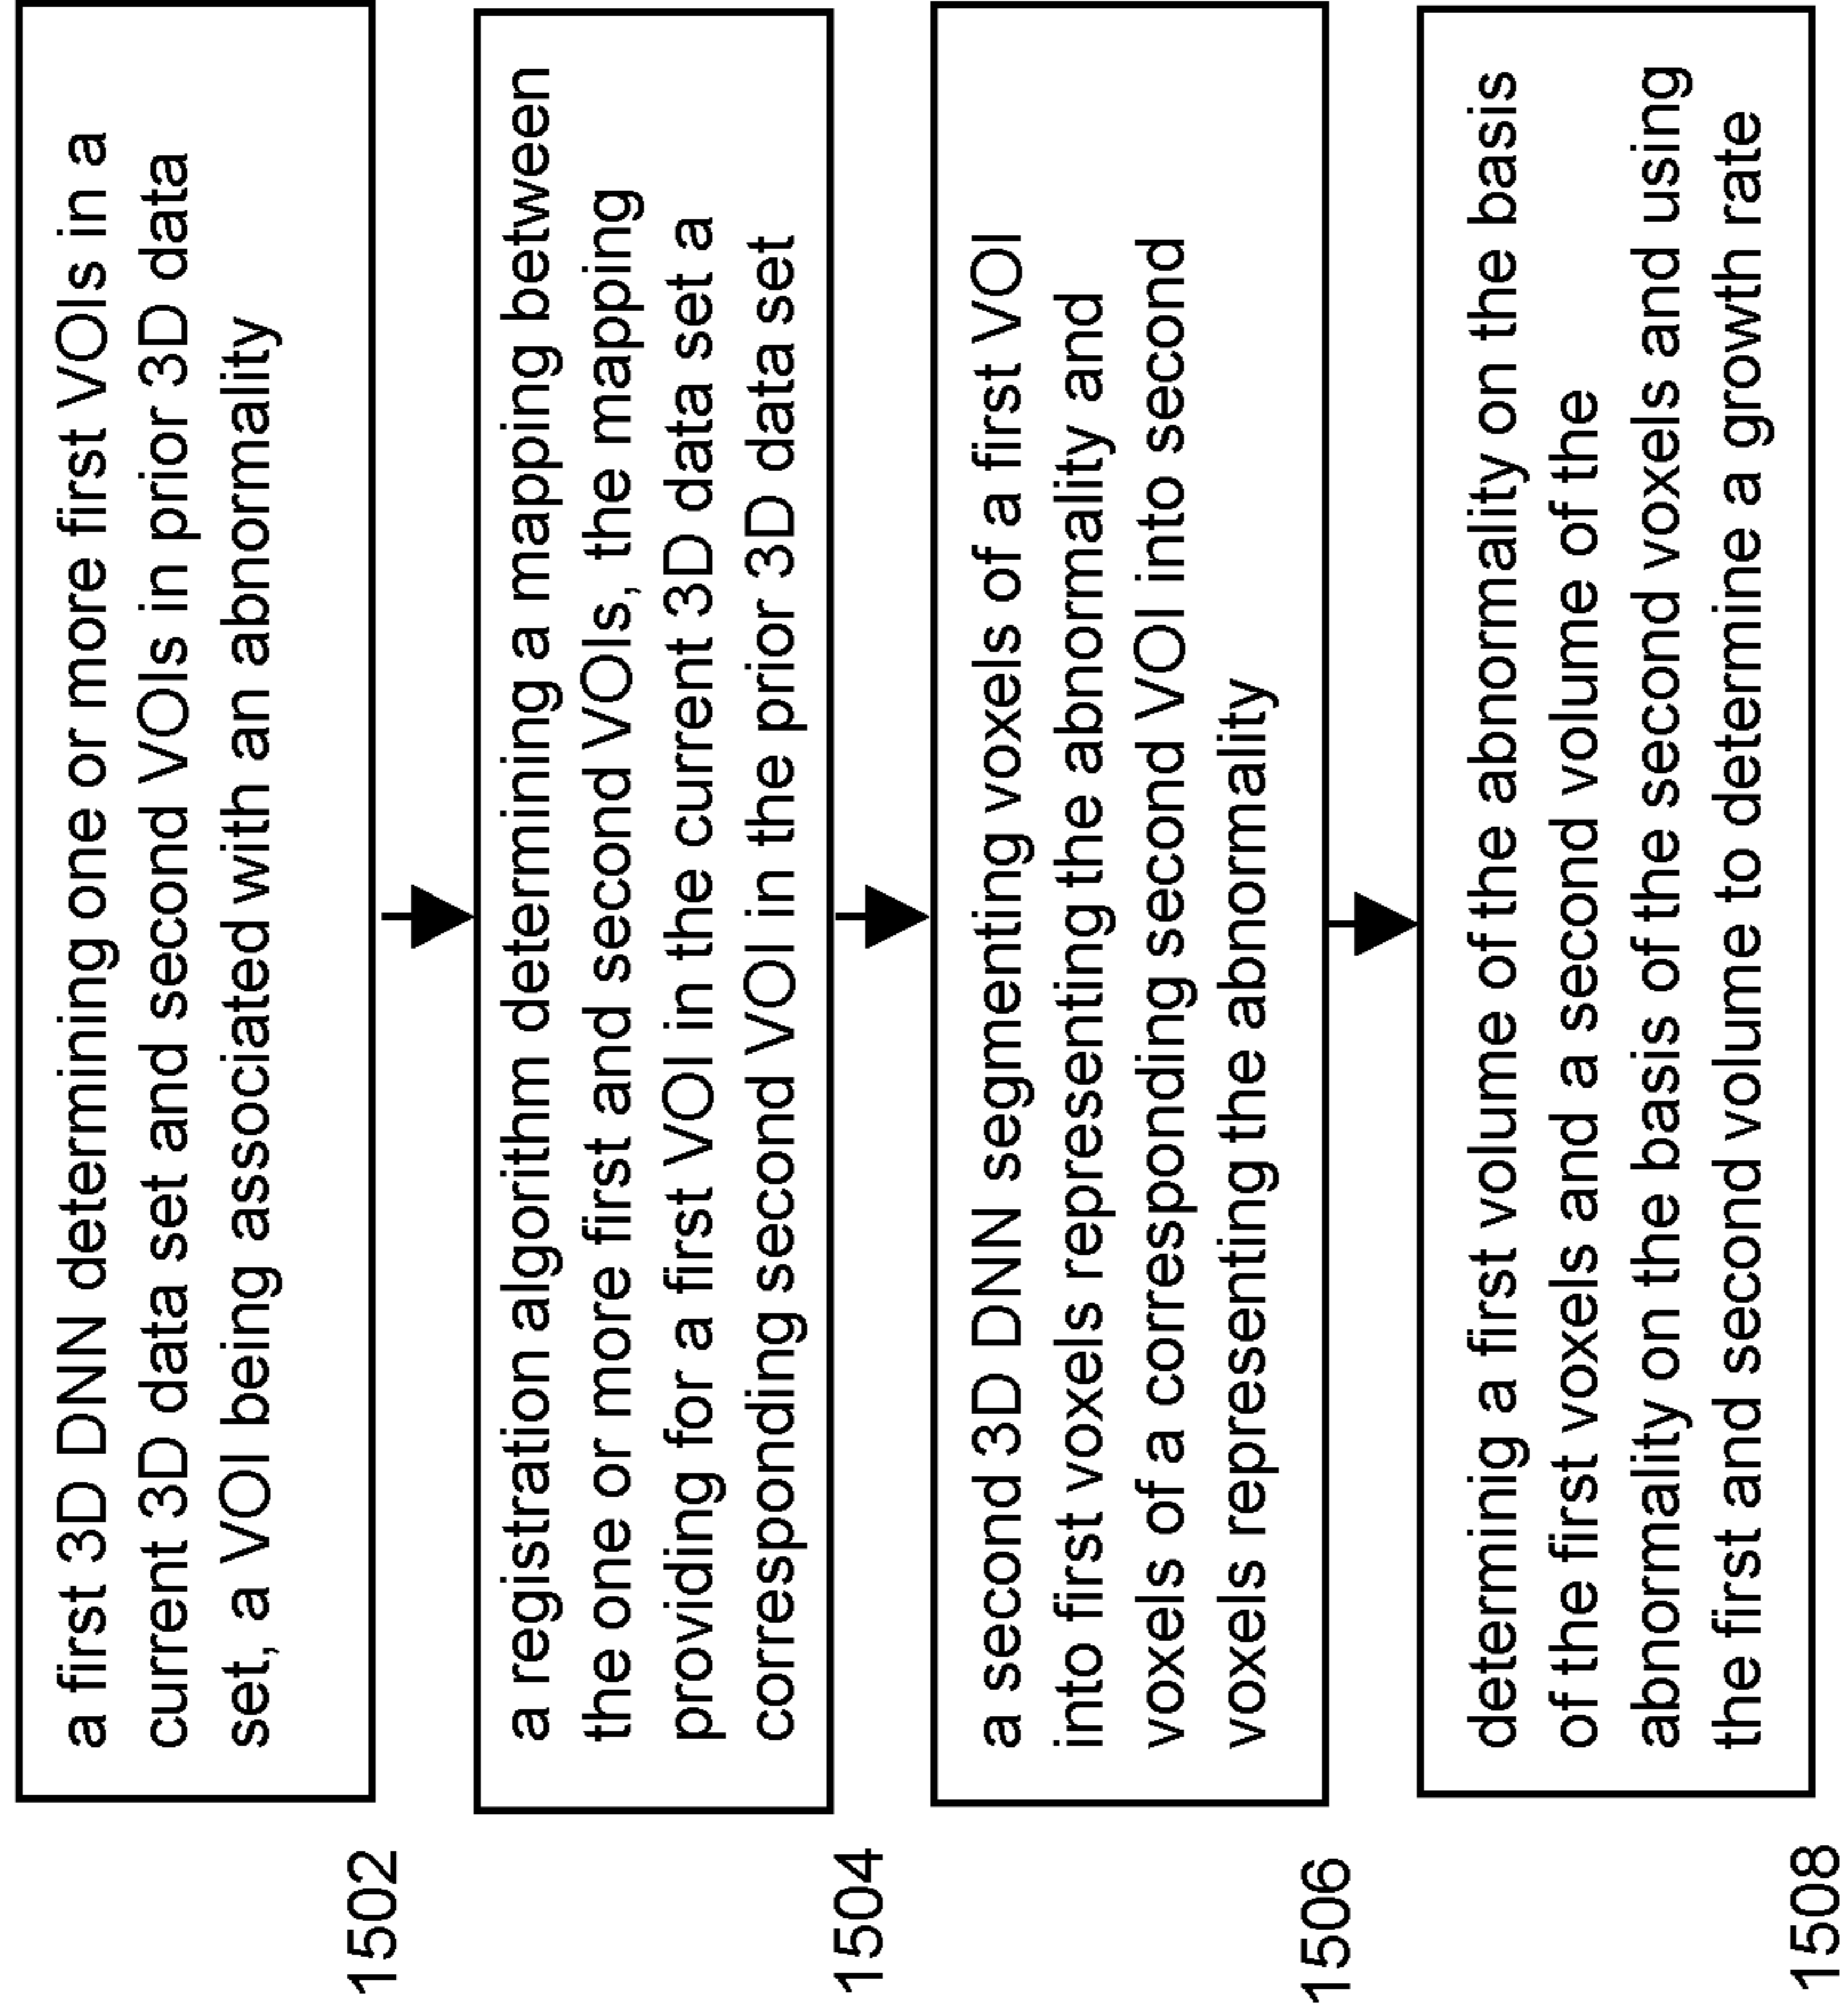 a first 3D DNN determining one or more first VOIs in a
current 3D data set and second VOIs in prior 3D data
set, a VOI being associated with an abnormality
1502
a registration algorithm determining a mapping between
the one or more first and second VOIs, the mapping
providing for a first VOI in the current 3D data set a
corresponding second VOI in the prior 3D data set
1504
a second 3D DNN segmenting voxels of a first VOI
into first voxels representing the abnormality and
voxels of a corresponding second VOI into second
voxels representing the abnormality
1506
determinig a first volume of the abnormality on the basis
of the first voxels and a second volume of the
abnormality on the basis of the second voxels and using
the first and second volume to determine a growth rate
1508